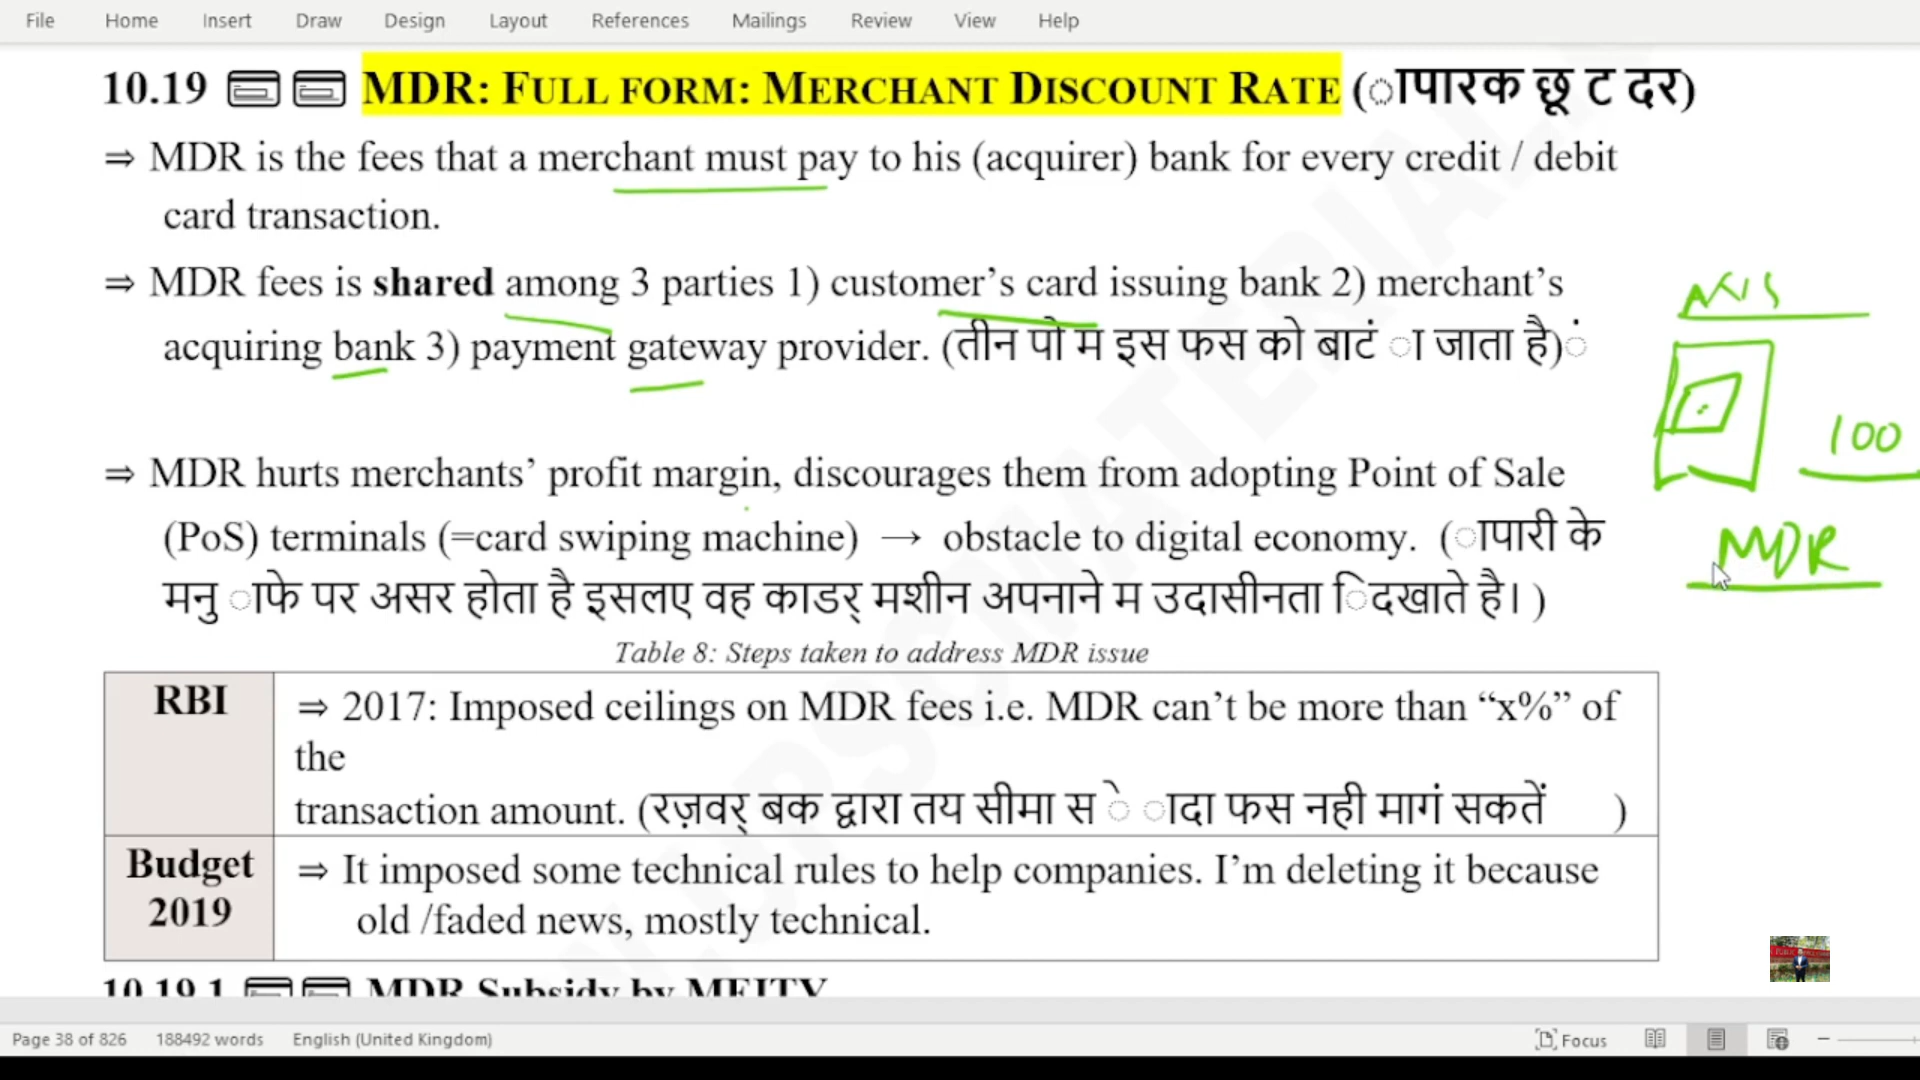 File Home Insert Draw Design Layout References Mailings Review View Help
10.19 MDR: FULL FORM: MERCHANT DISCOUNT RATE (ापारक छू ट दर)
⇒ MDR is the fees that a merchant must pay to his (acquirer) bank for every credit / debit
card transaction.
⇒ MDR fees is shared among 3 parties 1) customer’s card issuing bank 2) merchant’s
acquiring bank 3) payment gateway provider. (तीन पो म इस फस को बाटं ा जाता है)ं
AXIS
100
⇒ MDR hurts merchants’ profit margin, discourages them from adopting Point of Sale
(PoS) terminals (=card swiping machine) → obstacle to digital economy. (ापारी के
मनु ाफे पर असर होता है इसलए वह काडर् मशीन अपनाने म उदासीनता िदखाते है। )
MDR
Table 8: Steps taken to address MDR issue
RBI ⇒ 2017: Imposed ceilings on MDR fees i.e. MDR can’t be more than “x%” of
the
transaction amount. (रज़वर् बक द्वारा तय सीमा स े ादा फस नही मागं सकतें )
Budget 2019 ⇒ It imposed some technical rules to help companies. I’m deleting it because
old /faded news, mostly technical.
10.19.1 MDR Subsidy by MEITY
Page 38 of 826 188492 words English (United Kingdom) Focus